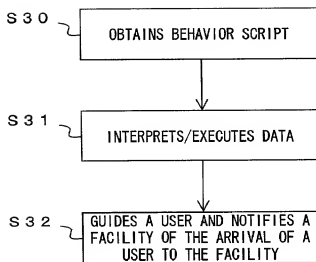 S30
OBTAINS BEHAVIOR SCRIPT
S31
INTERPRETS/EXECUTES DATA
S32
GUIDES A USER AND NOTIFIES A
FACILITY OF THE ARRIVAL OF A
USER TO THE FACILITY